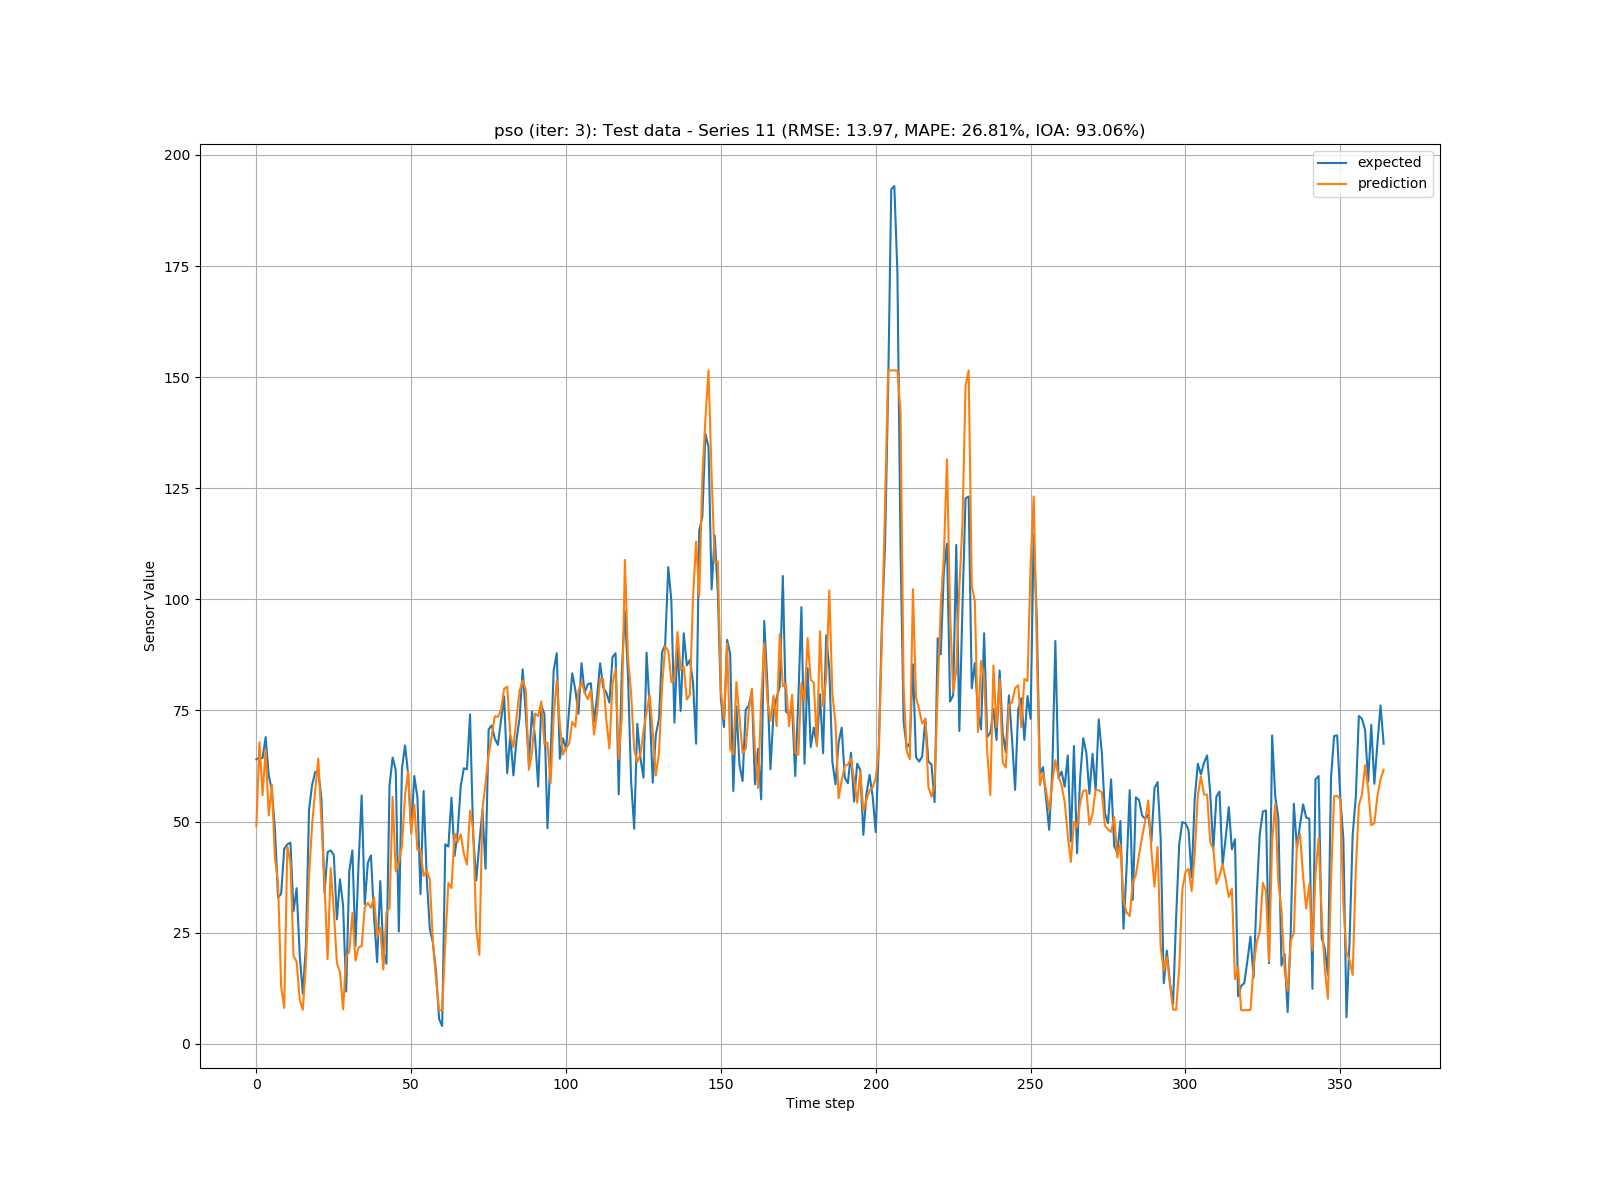 pso (iter: 3): Test data - Series 11 (RMSE: 13.97, MAPE: 26.81%, IOA: 93.06%)
expected
prediction
200
175
150
125
100
75
50
25
0
Sensor Value
0 50 100 150 200 250 300 350
Time step